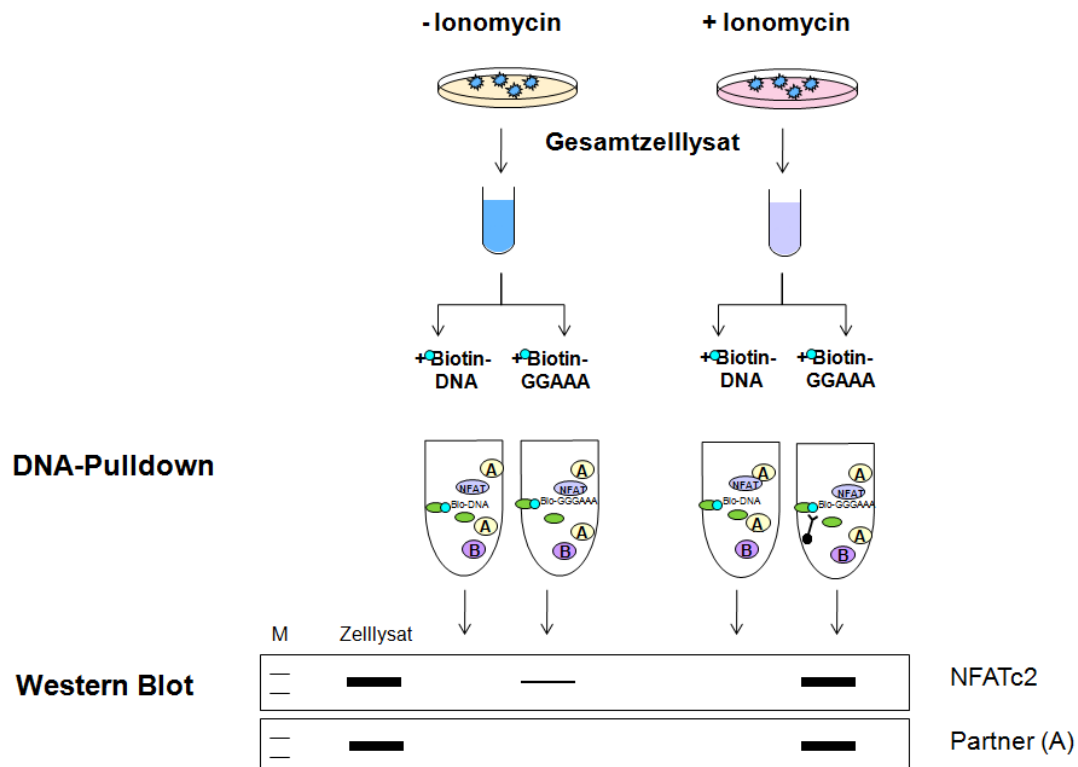 - Ionomycin
+ Ionomycin
Gesamtzelllysat
+Biotin-
DNA
+Biotin-
GGAAA
+Biotin-
DNA
+Biotin-
GGAAA
DNA-Pulldown
A
NFAT
Bio-DNA
A
B
A
NFAT
Bio-GGGAAA
A
B
A
NFAT
Bio-DNA
A
B
A
NFAT
Bio-GGGAAA
A
B
M
Zelllysat
Western Blot
NFATc2
Partner (A)